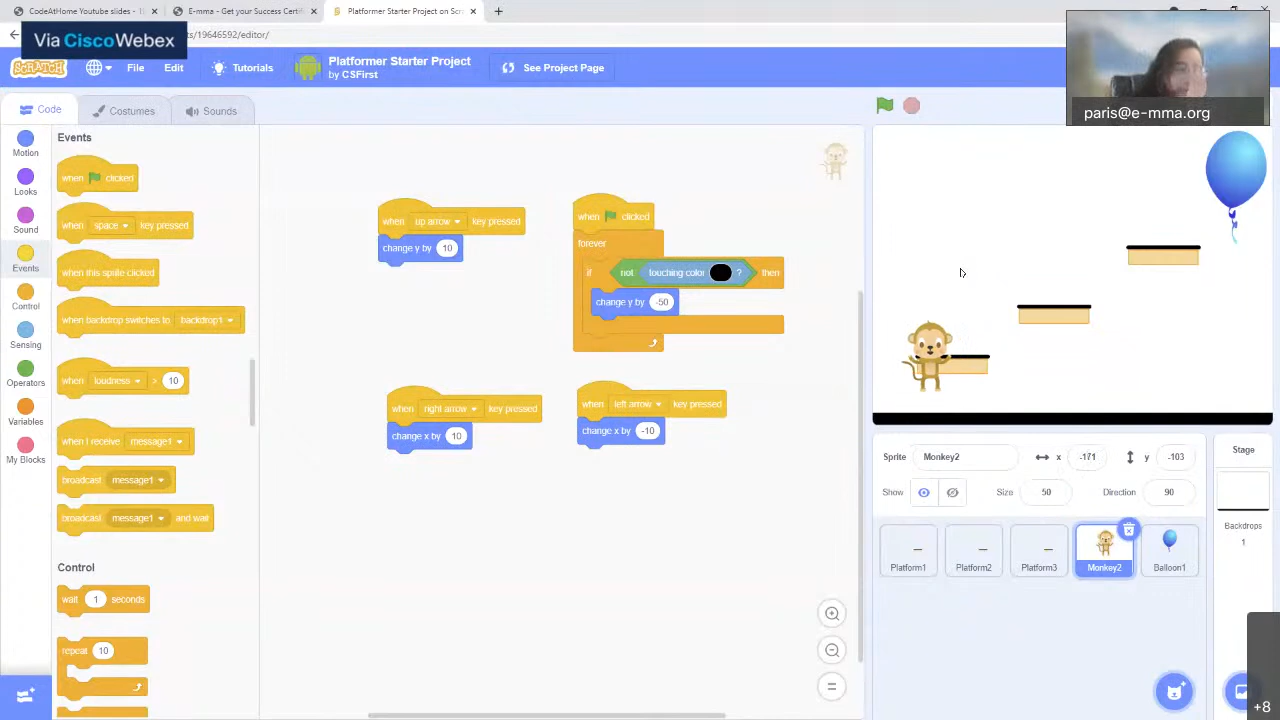 CodeAtHome Youtube slides - 
E-mma - Get your Success Certifi
Platformer Starter Project on Scra
Via CiscoWebex
ts/19646592/editor/
SCRATCH
File
Edit
Tutorials
Platformer Starter Project
by CSFirst
See Project Page
paris@e-mma.org
Code
Costumes
Sounds
Motion
Looks
Sound
Events
Control
Sensing
Operators
Variables
My Blocks
Events
when clicked
when space key pressed
when this sprite clicked
when backdrop switches to backdrop1
when loudness > 10
when I receive message1
broadcast message1
broadcast message1 and wait
Control
wait 1 seconds
repeat 10
when up arrow key pressed
change y by 10
when clicked
forever
if not touching color ? then
change y by -50
when right arrow key pressed
change x by 10
when left arrow key pressed
change x by -10
Sprite Monkey2 x -171 y -103
Show Size 50 Direction 90
Platform1
Platform2
Platform3
Monkey2
Balloon1
Stage
Backdrops
1
+8